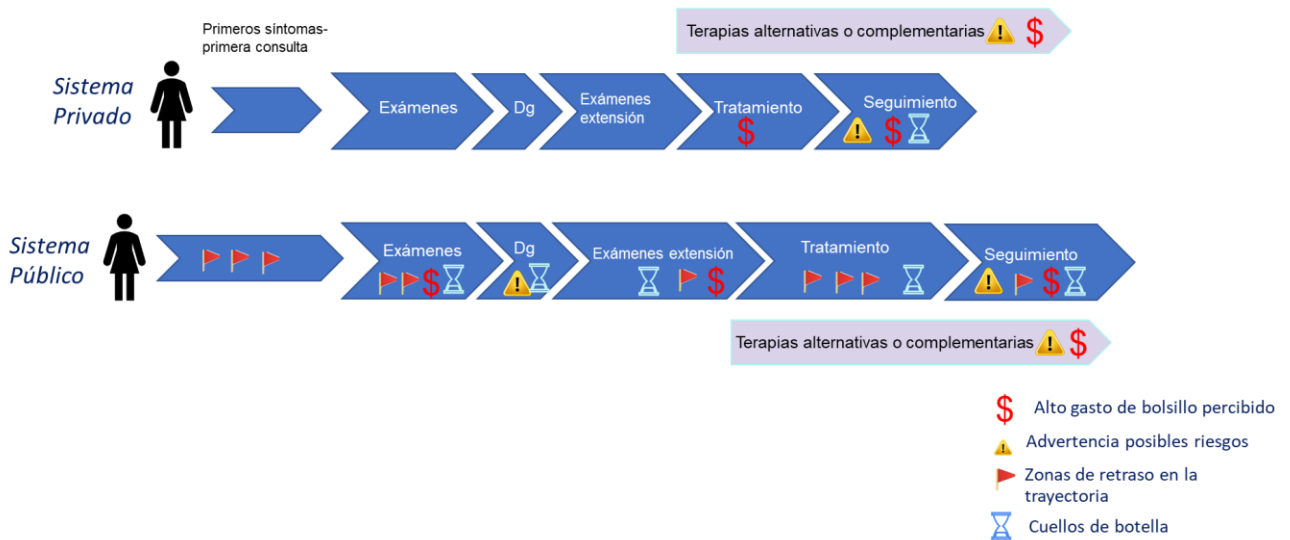 Primeros síntomas-
primera consulta
Terapias alternativas o complementarias $
Sistema
Privado
Exámenes
Dg
Exámenes
extensión
Tratamiento
$
Seguimiento
$
Sistema
Público
Exámenes
$
Dg
Exámenes extensión
$
Tratamiento
Seguimiento
$
Terapias alternativas o complementarias $
$ Alto gasto de bolsillo percibido
Advertencia posibles riesgos
Zonas de retraso en la
trayectoria
Cuellos de botella